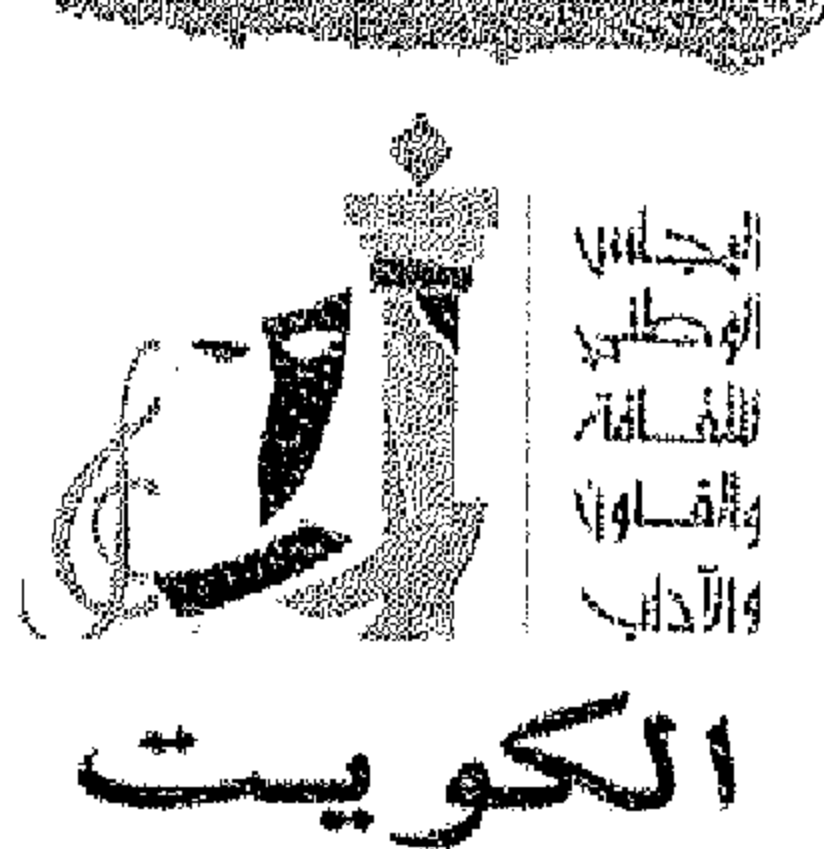 المجلس
الوطني
للثقافة
والفنون
والآداب
الكويت